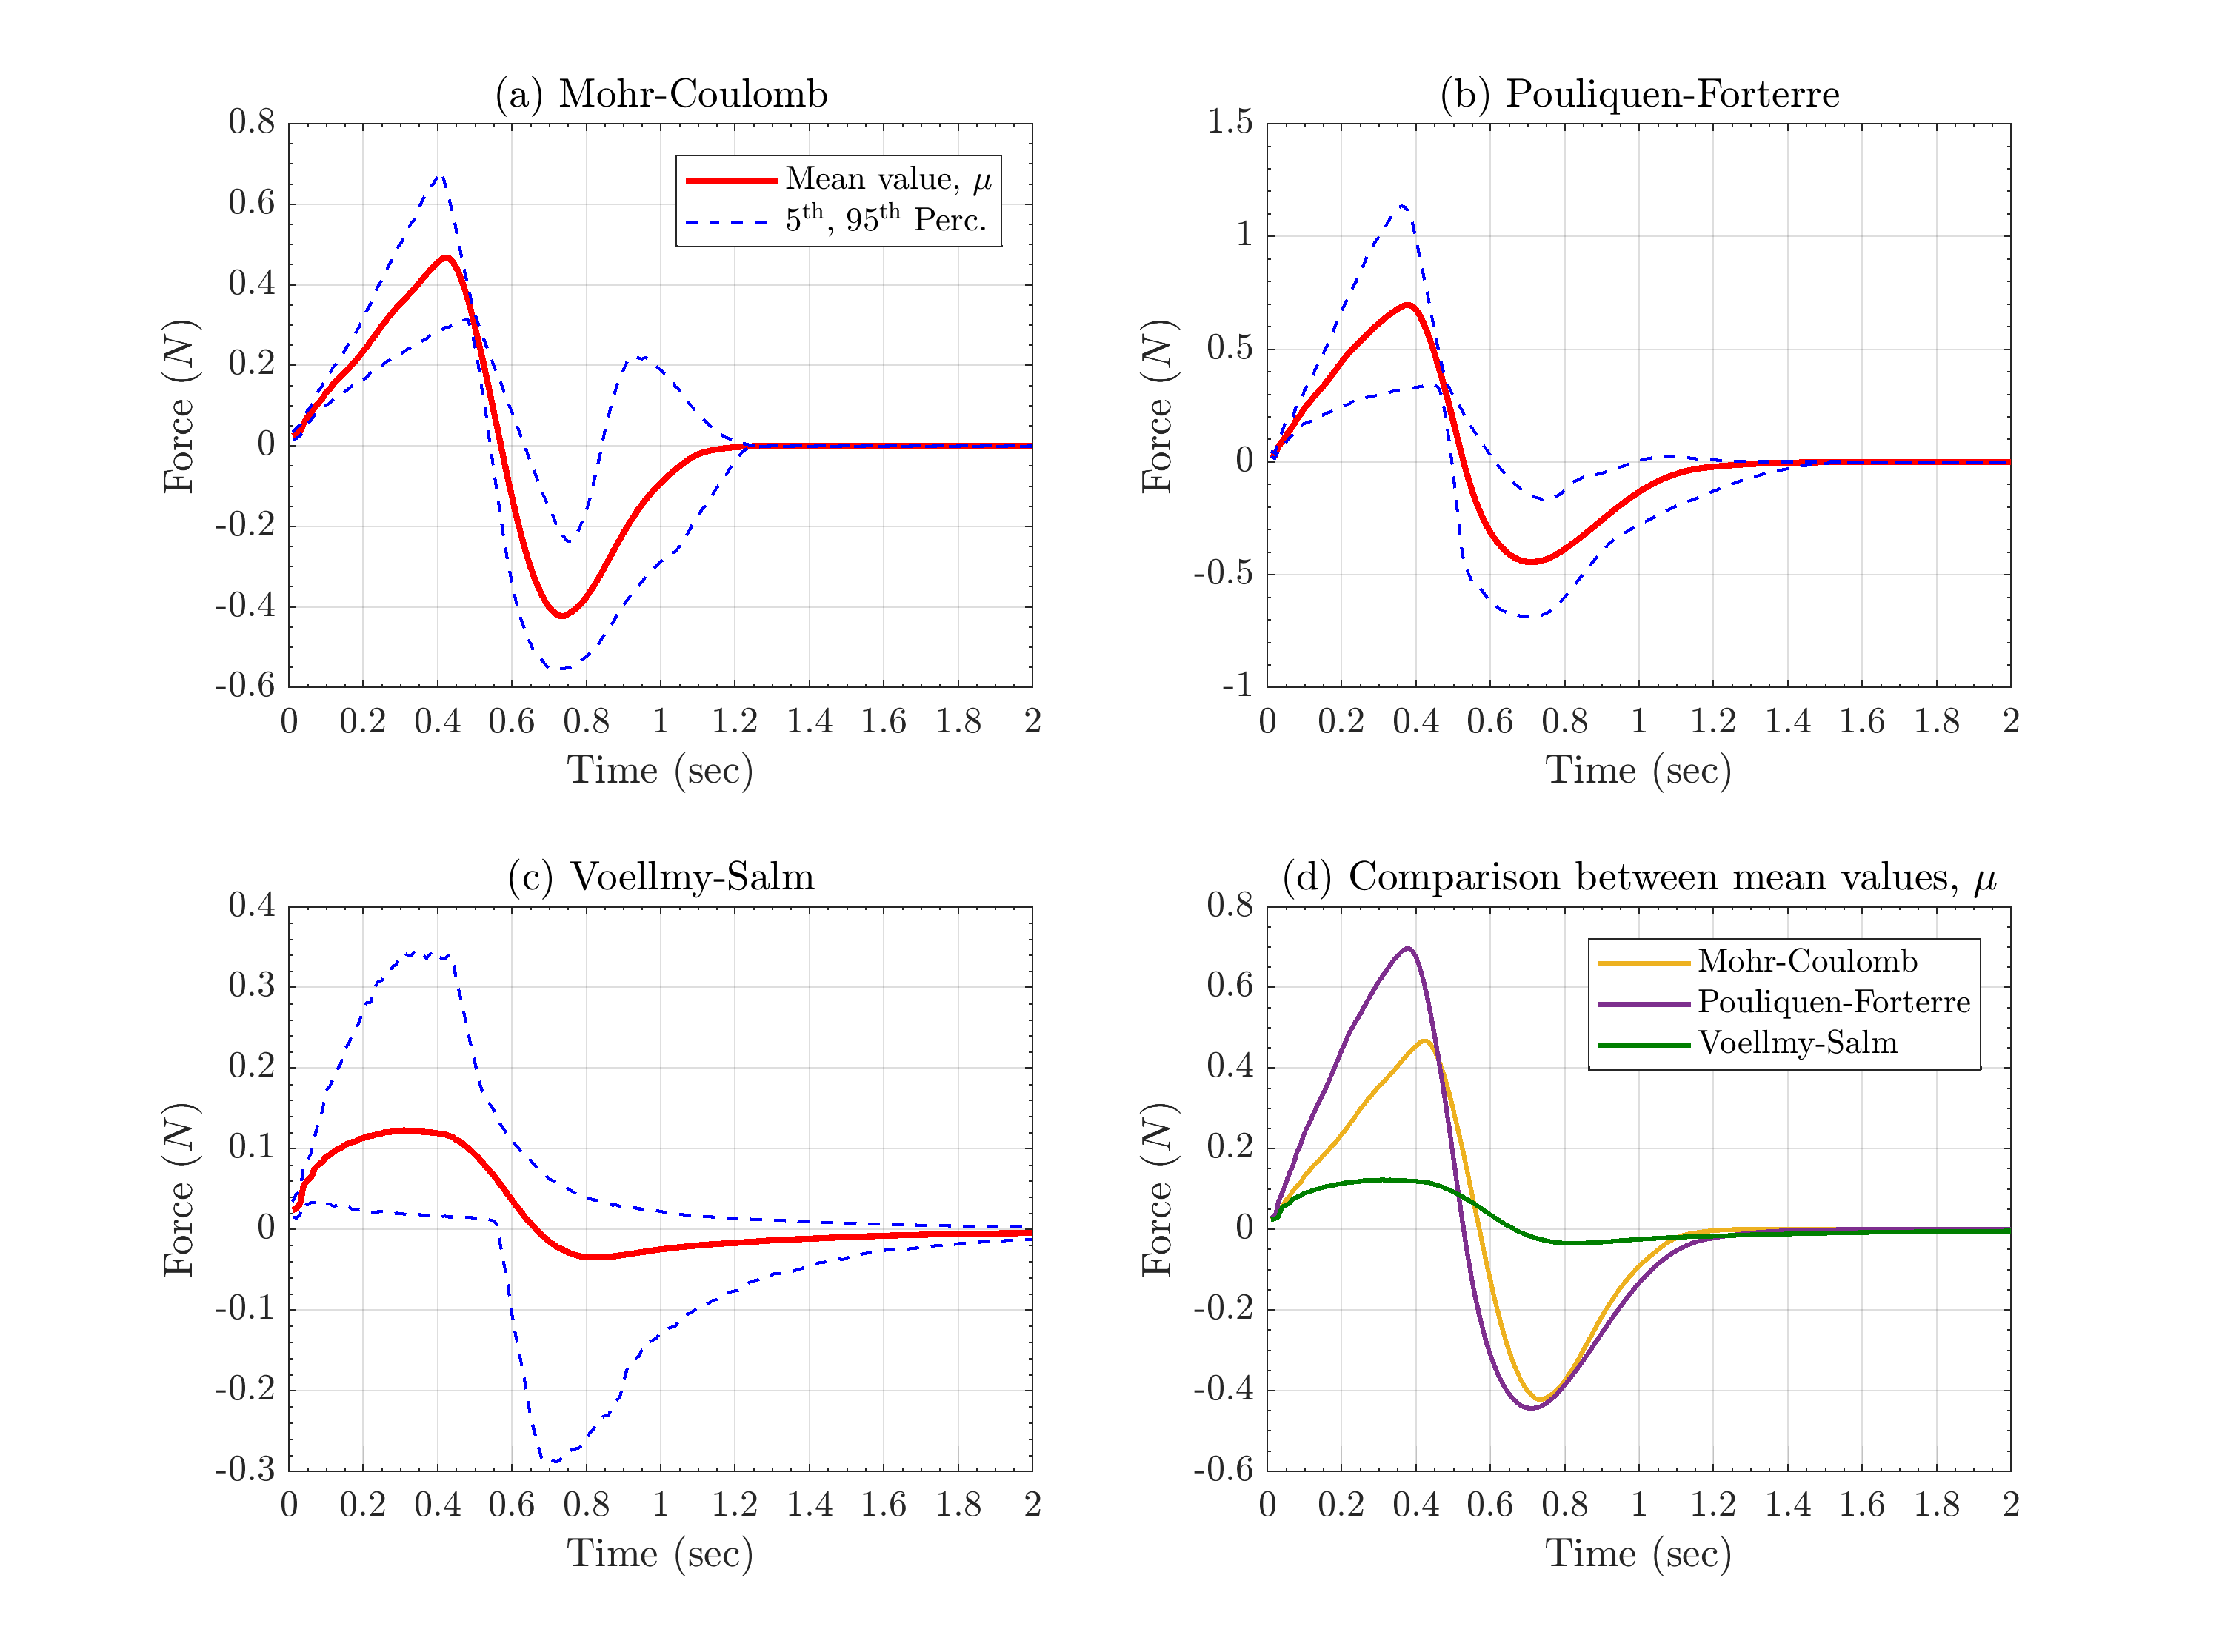 (a) Mohr-Coulomb
0.8
0.6
0.4
0.2
0
-0.2
-0.4
-0.6
Force (N)
Mean value, μ
5th, 95th Perc.
0 0.2 0.4 0.6 0.8 1 1.2 1.4 1.6 1.8 2
Time (sec)
(b) Pouliquen-Forterre
1.5
1
0.5
0
-0.5
-1
Force (N)
0 0.2 0.4 0.6 0.8 1 1.2 1.4 1.6 1.8 2
Time (sec)
(c) Voellmy-Salm
0.4
0.3
0.2
0.1
0
-0.1
-0.2
-0.3
Force (N)
0 0.2 0.4 0.6 0.8 1 1.2 1.4 1.6 1.8 2
Time (sec)
(d) Comparison between mean values, μ
0.8
0.6
0.4
0.2
0
-0.2
-0.4
-0.6
Force (N)
Mohr-Coulomb
Pouliquen-Forterre
Voellmy-Salm
0 0.2 0.4 0.6 0.8 1 1.2 1.4 1.6 1.8 2
Time (sec)